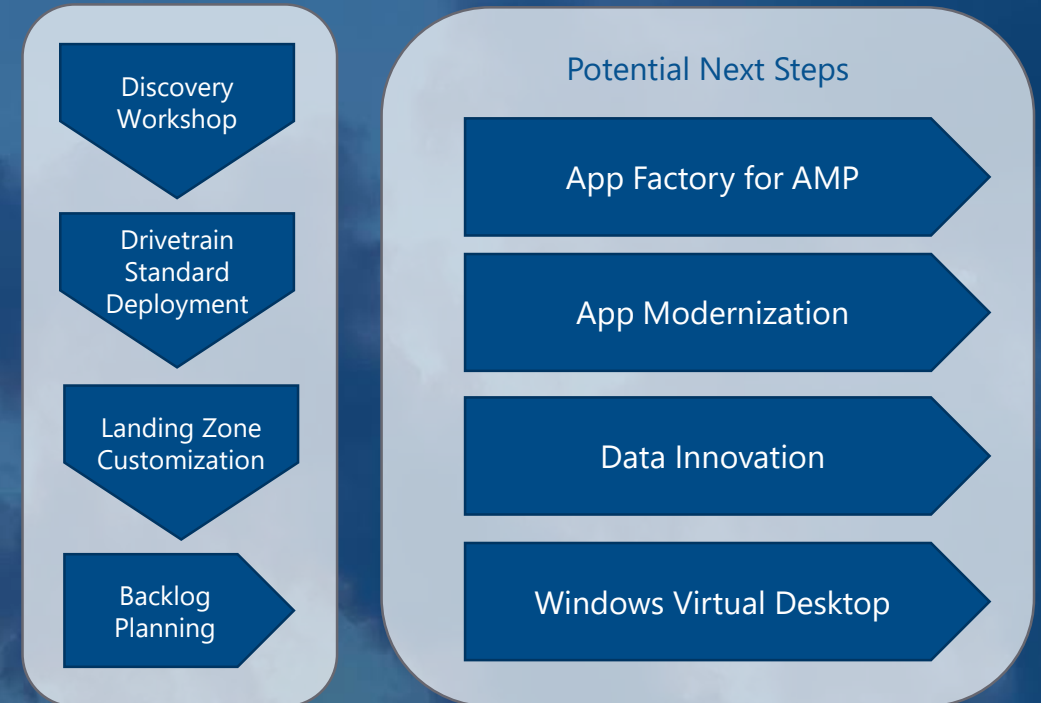 Discovery
Workshop
Drivetrain
Standard
Deployment
Landing Zone
Customization
Backlog
Planning
Potential Next Steps
App Factory for AMP
App Modernization
Data Innovation
Windows Virtual Desktop